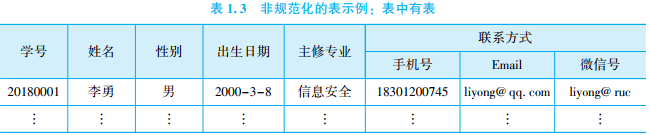 表 1.3 非规范化的表示例：表中有表
学号 姓名 性别 出生日期 主修专业 联系方式
手机号 Email 微信号
20180001 李勇 男 2000-3-8 信息安全 18301200745 liyong@ qq. com liyong@ ruc
⋮ ⋮ ⋮ ⋮ ⋮ ⋮ ⋮ ⋮